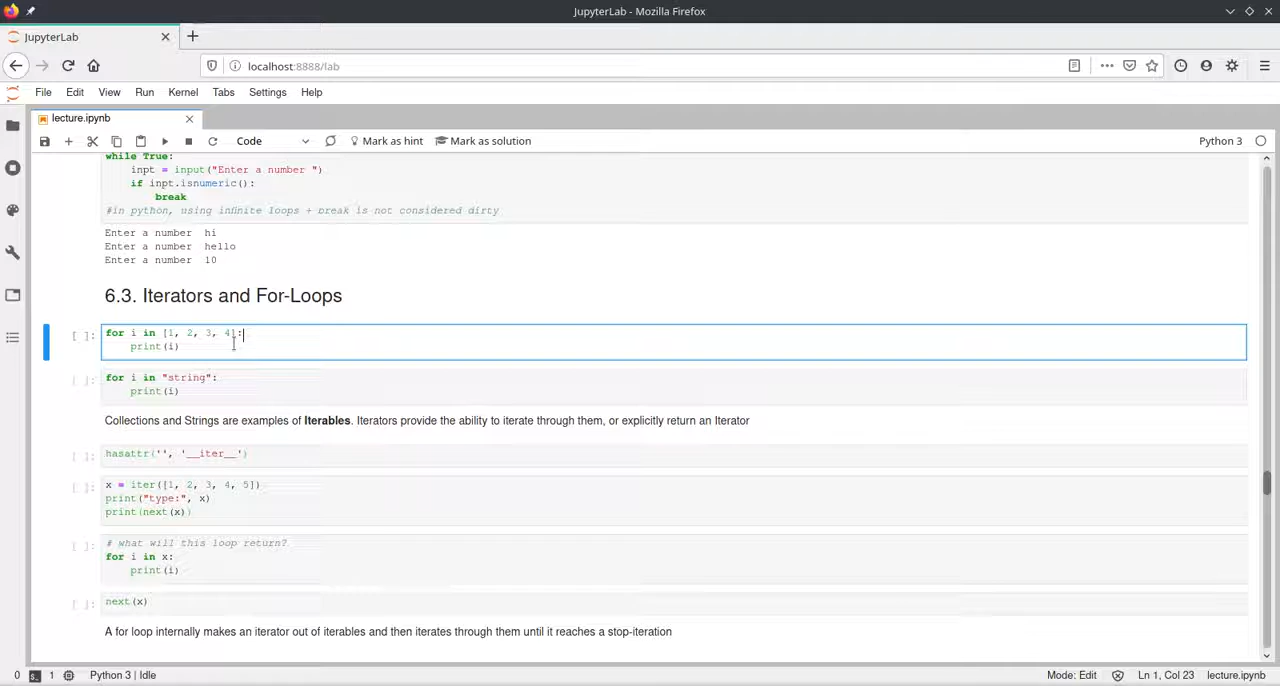 JupyterLab - Mozilla Firefox
JupyterLab
localhost:8888/lab
File Edit View Run Kernel Tabs Settings Help
lecture.ipynb
Code Mark as hint Mark as solution Python 3
while True:
inpt = input("Enter a number ")
if inpt.isnumeric():
break
#in python, using infinite loops + break is not considered dirty
Enter a number hi
Enter a number hello
Enter a number 10
6.3. Iterators and For-Loops
[ ]: for i in [1, 2, 3, 4]:
print(i)
[ ]: for i in "string":
print(i)
Collections and Strings are examples of Iterables. Iterators provide the ability to iterate through them, or explicitly return an Iterator
[ ]: hasattr('', '__iter__')
[ ]: x = iter([1, 2, 3, 4, 5])
print("type:", x)
print(next(x))
[ ]: # what will this loop return?
for i in x:
print(i)
[ ]: next(x)
A for loop internally makes an iterator out of iterables and then iterates through them until it reaches a stop-iteration
0 1 Python 3 | Idle Mode: Edit Ln 1, Col 23 lecture.ipynb